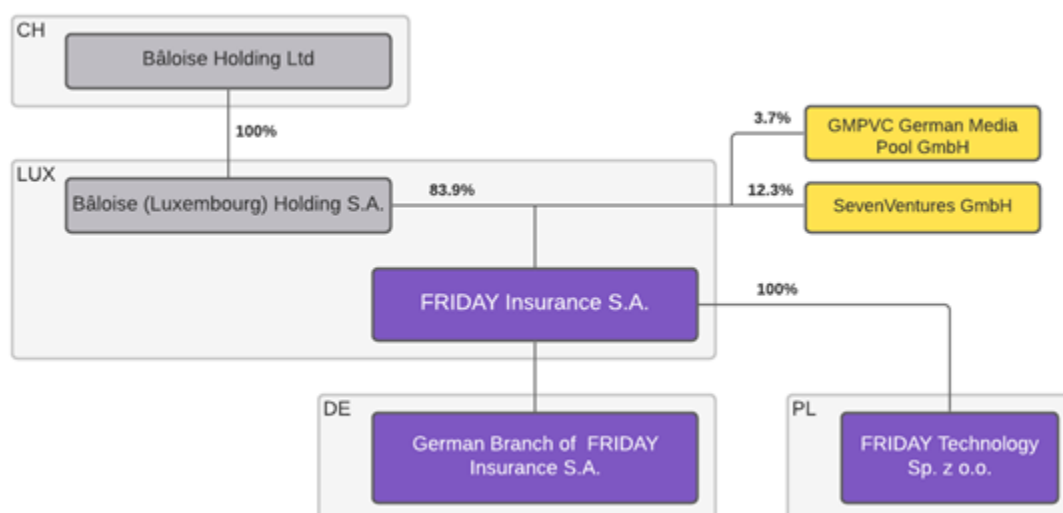 CH
Bâloise Holding Ltd
100%
3.7%
GMPVC German Media
Pool GmbH
LUX
Bâloise (Luxembourg) Holding S.A.
83.9%
12.3%
SevenVentures GmbH
FRIDAY Insurance S.A.
100%
DE
German Branch of FRIDAY
Insurance S.A.
PL
FRIDAY Technology
Sp. z o.o.